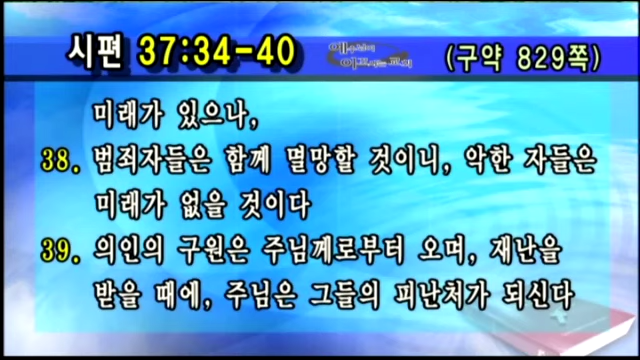 시편 37:34-40 (구약 829쪽)
미래가 있으나,
38. 범죄자들은 함께 멸망할 것이니, 악한 자들은
미래가 없을 것이다
39. 의인의 구원은 주님께로부터 오며, 재난을
받을 때에, 주님은 그들의 피난처가 되신다